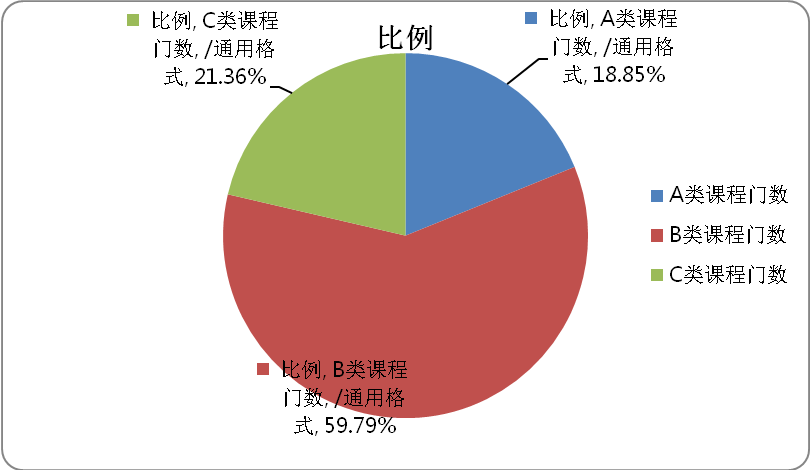 比例
比例, C类课程
门数, /通用格
式, 21.36%
比例, A类课程
门数, /通用格
式, 18.85%
A类课程门数
B类课程门数
C类课程门数
比例, B类课程
门数, /通用格
式, 59.79%